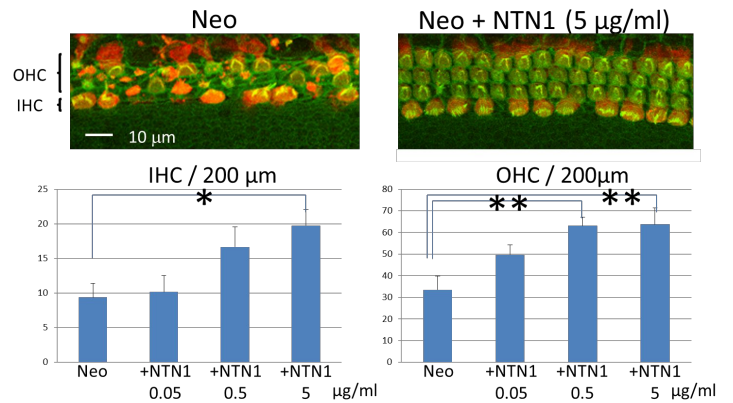 Neo
Neo + NTN1 (5 µg/ml)
OHC
IHC
10 µm
IHC / 200 µm
25
20
15
10
5
0
*
Neo
+NTN1 0.05
+NTN1 0.5
+NTN1 5
µg/ml
OHC / 200µm
80
70
60
50
40
30
20
10
0
**
**
Neo
+NTN1 0.05
+NTN1 0.5
+NTN1 5
µg/ml